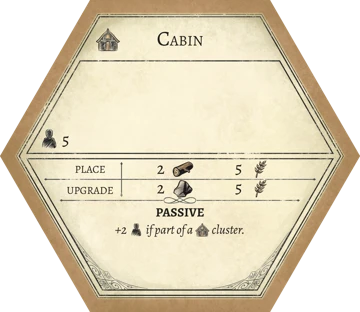 CABIN
5
PLACE 2 5
UPGRADE 2 5
PASSIVE
+2 if part of a cluster.